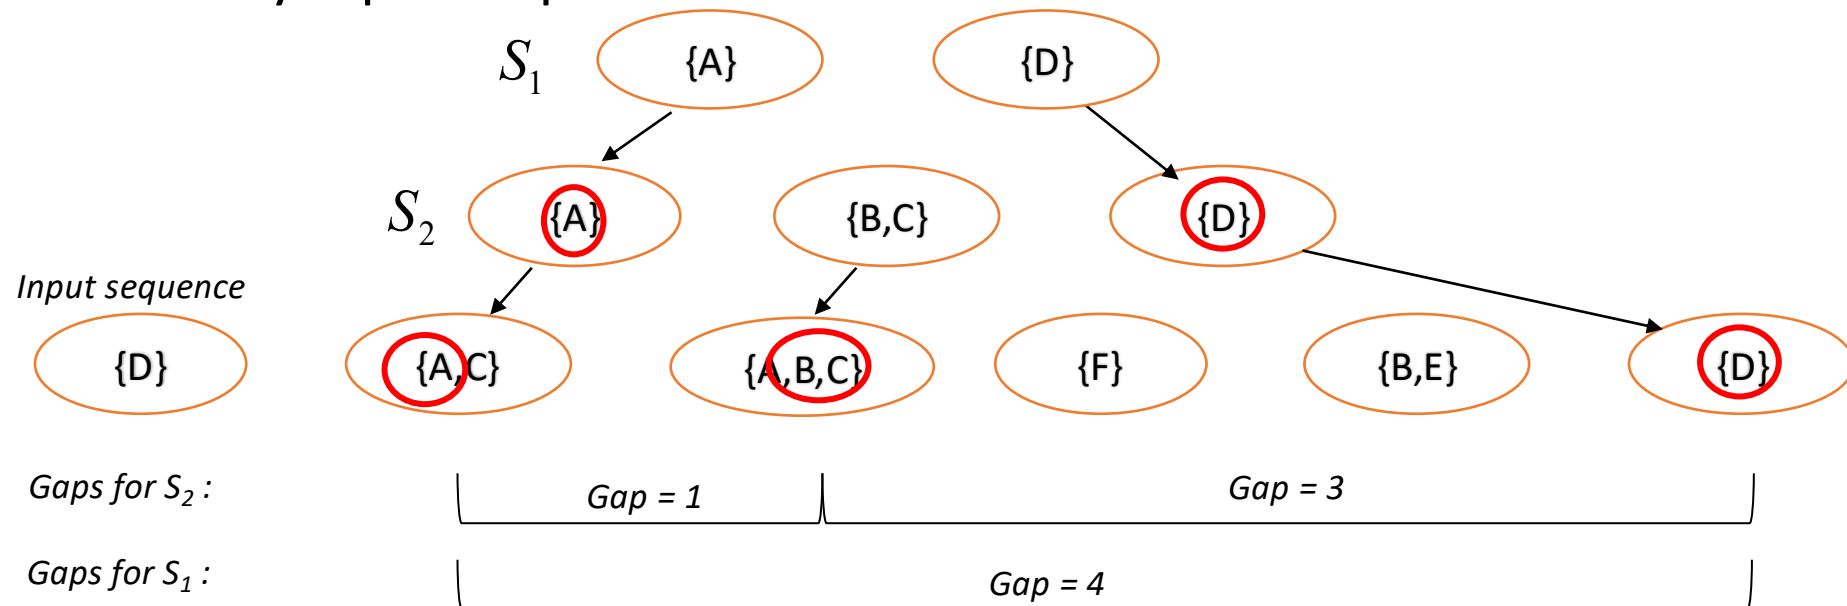 S1 {A} {D}
S2 {A} {B,C} {D}
Input sequence
{D} {A,C} {A,B,C} {F} {B,E} {D}
Gaps for S2 : Gap = 1 Gap = 3
Gaps for S1 : Gap = 4